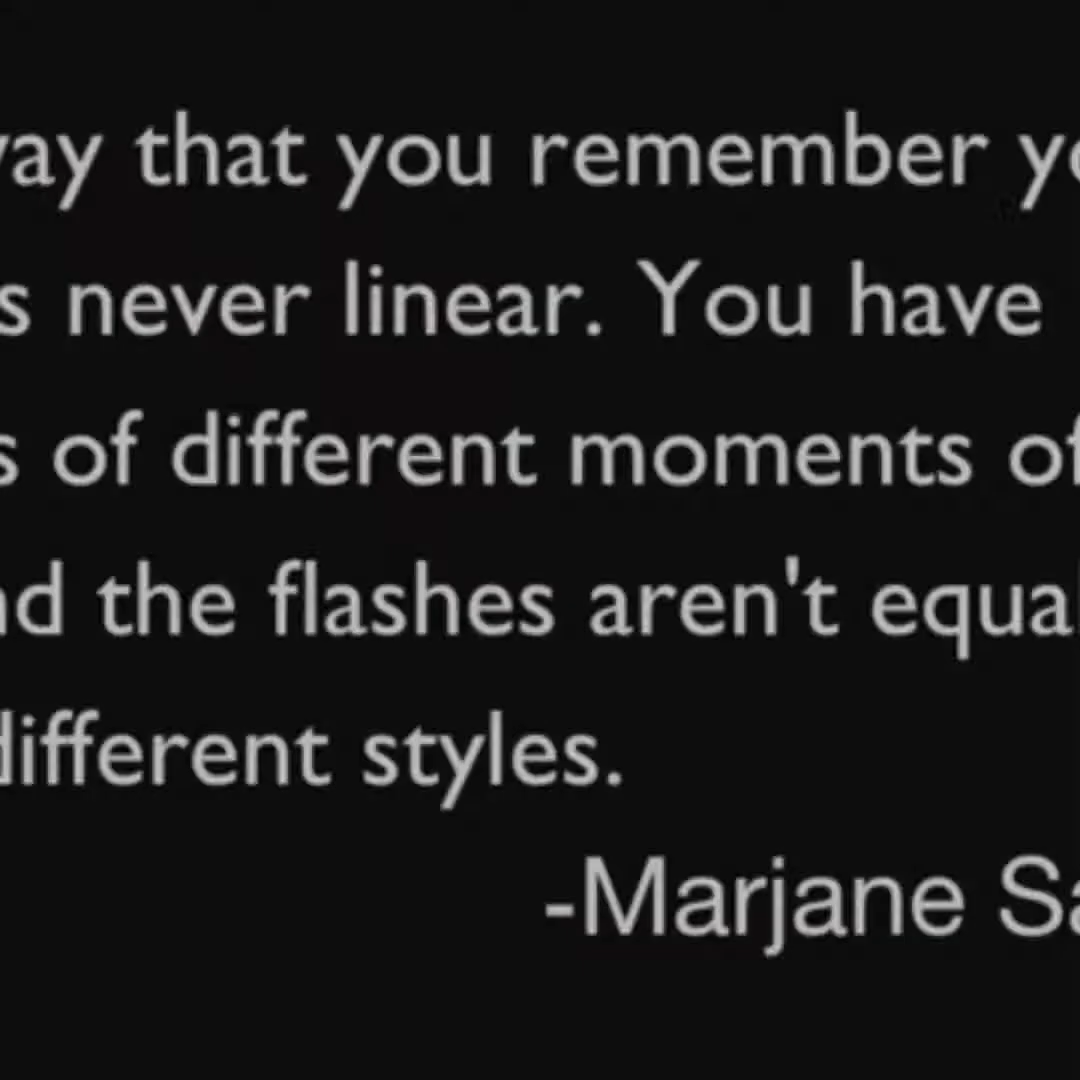 way that you remember yo
s never linear. You have
s of different moments of
nd the flashes aren't equal
different styles.
-Marjane Sa